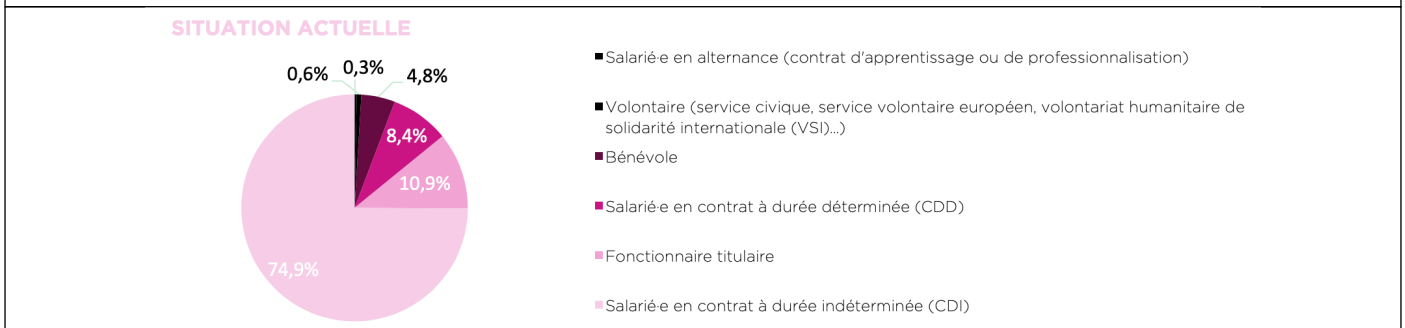 SITUATION ACTUELLE
0,6%
0,3%
4,8%
8,4%
10,9%
74,9%
Salarié·e en alternance (contrat d'apprentissage ou de professionnalisation)
Volontaire (service civique, service volontaire européen, volontariat humanitaire de
solidarité internationale (VSI)...)
Bénévole
Salarié·e en contrat à durée déterminée (CDD)
Fonctionnaire titulaire
Salarié·e en contrat à durée indéterminée (CDI)